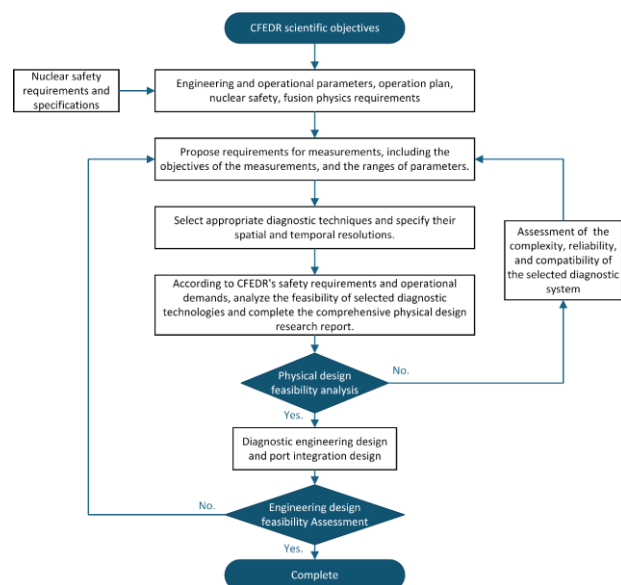 CFEDR scientific objectives
Nuclear safety
requirements and
specifications
Engineering and operational parameters, operation plan,
nuclear safety, fusion physics requirements
Propose requirements for measurements, including the
objectives of the measurements, and the ranges of parameters.
Select appropriate diagnostic techniques and specify their
spatial and temporal resolutions.
Assessment of the
complexity, reliability,
and compatibility of
the selected diagnostic
system
According to CFEDR's safety requirements and operational
demands, analyze the feasibility of selected diagnostic
technologies and complete the comprehensive physical design
research report.
Physical design
feasibility analysis
No.
Yes.
Diagnostic engineering design
and port integration design
No.
Engineering design
feasibility Assessment
Yes.
Complete